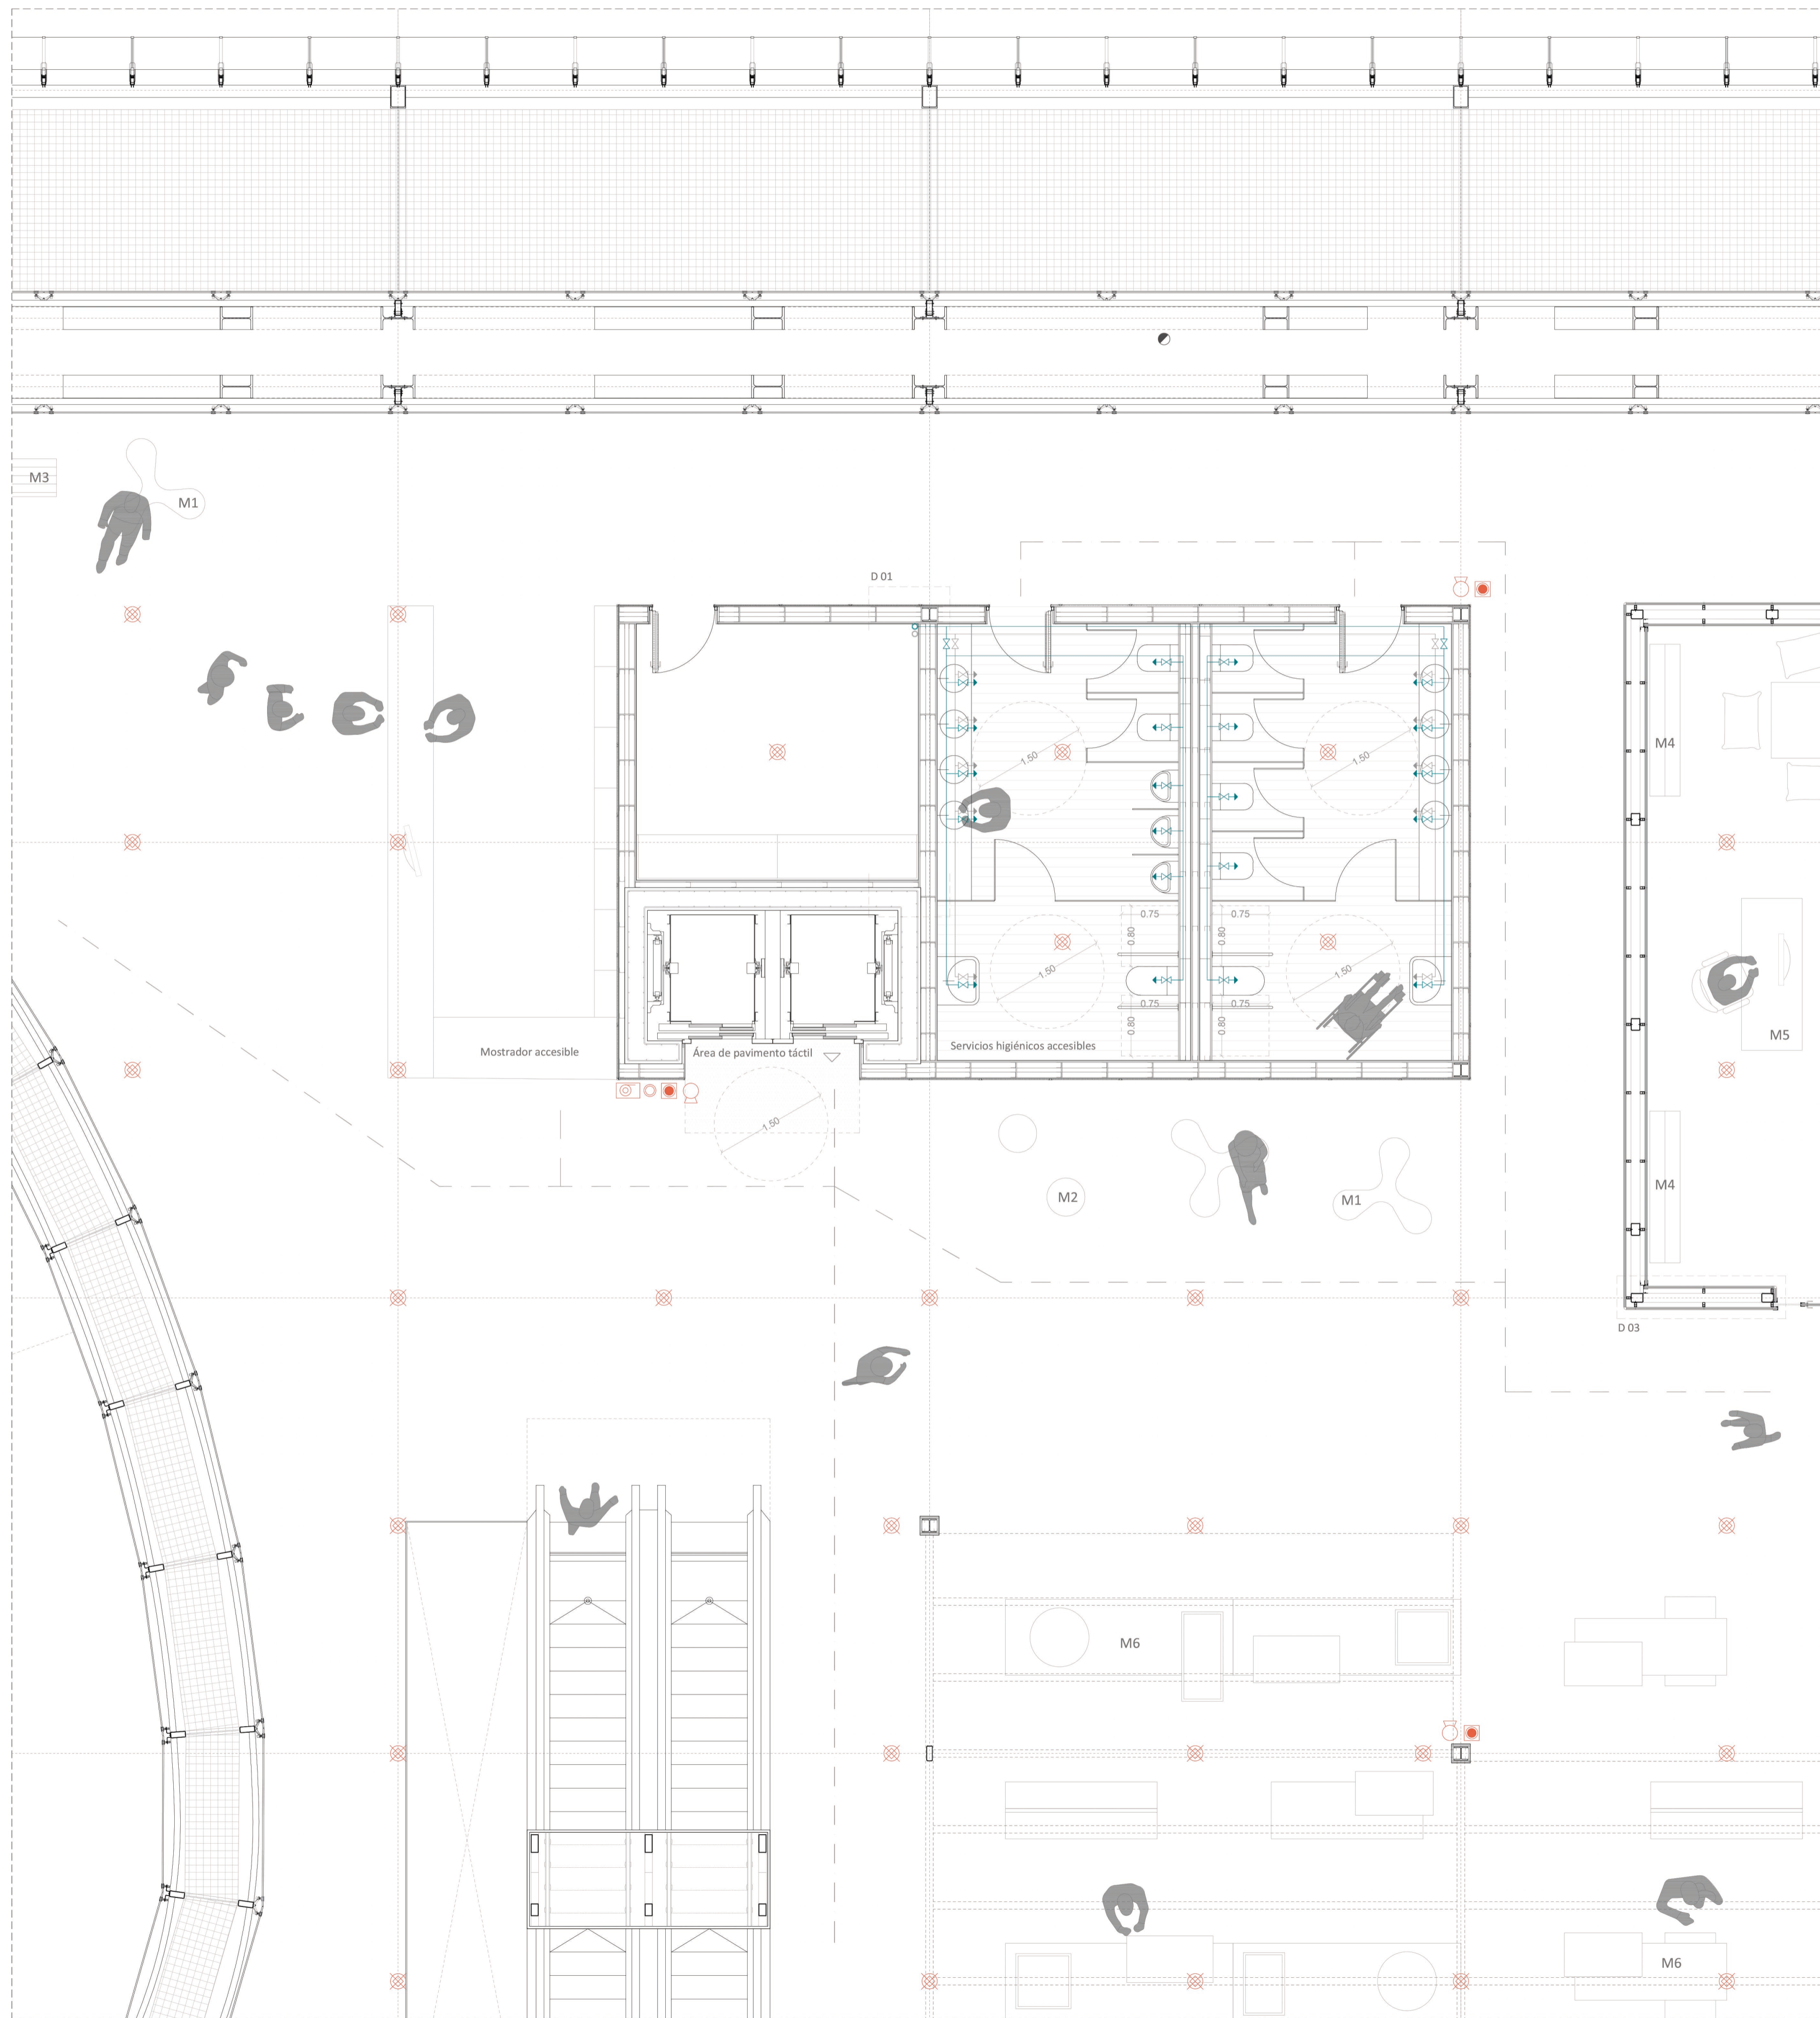 M3
M1
D 01
M4
1.50
1.50
0.75
0.75
0.80
0.80
1.50
1.50
0.75
0.75
0.80
0.80
M5
Mostrador accesible
Área de pavimento táctil
Servicios higiénicos accesibles
1.50
M2
M1
M4
D 03
M6
M6